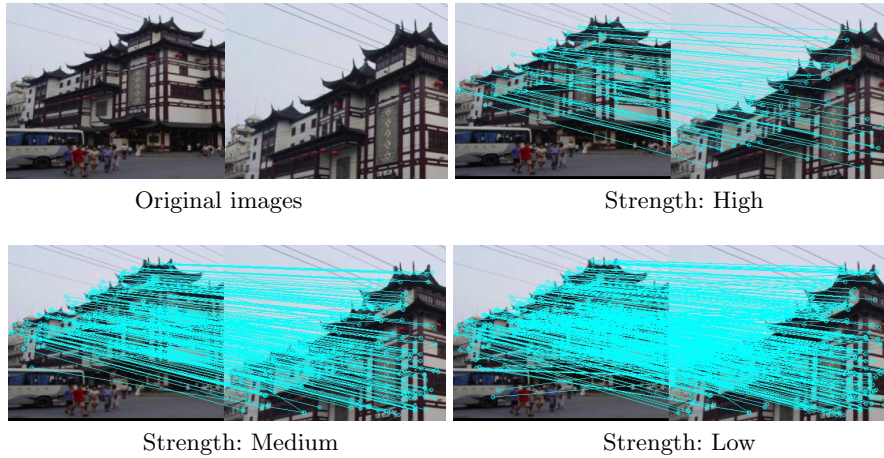 Original images
Strength: High
Strength: Medium
Strength: Low